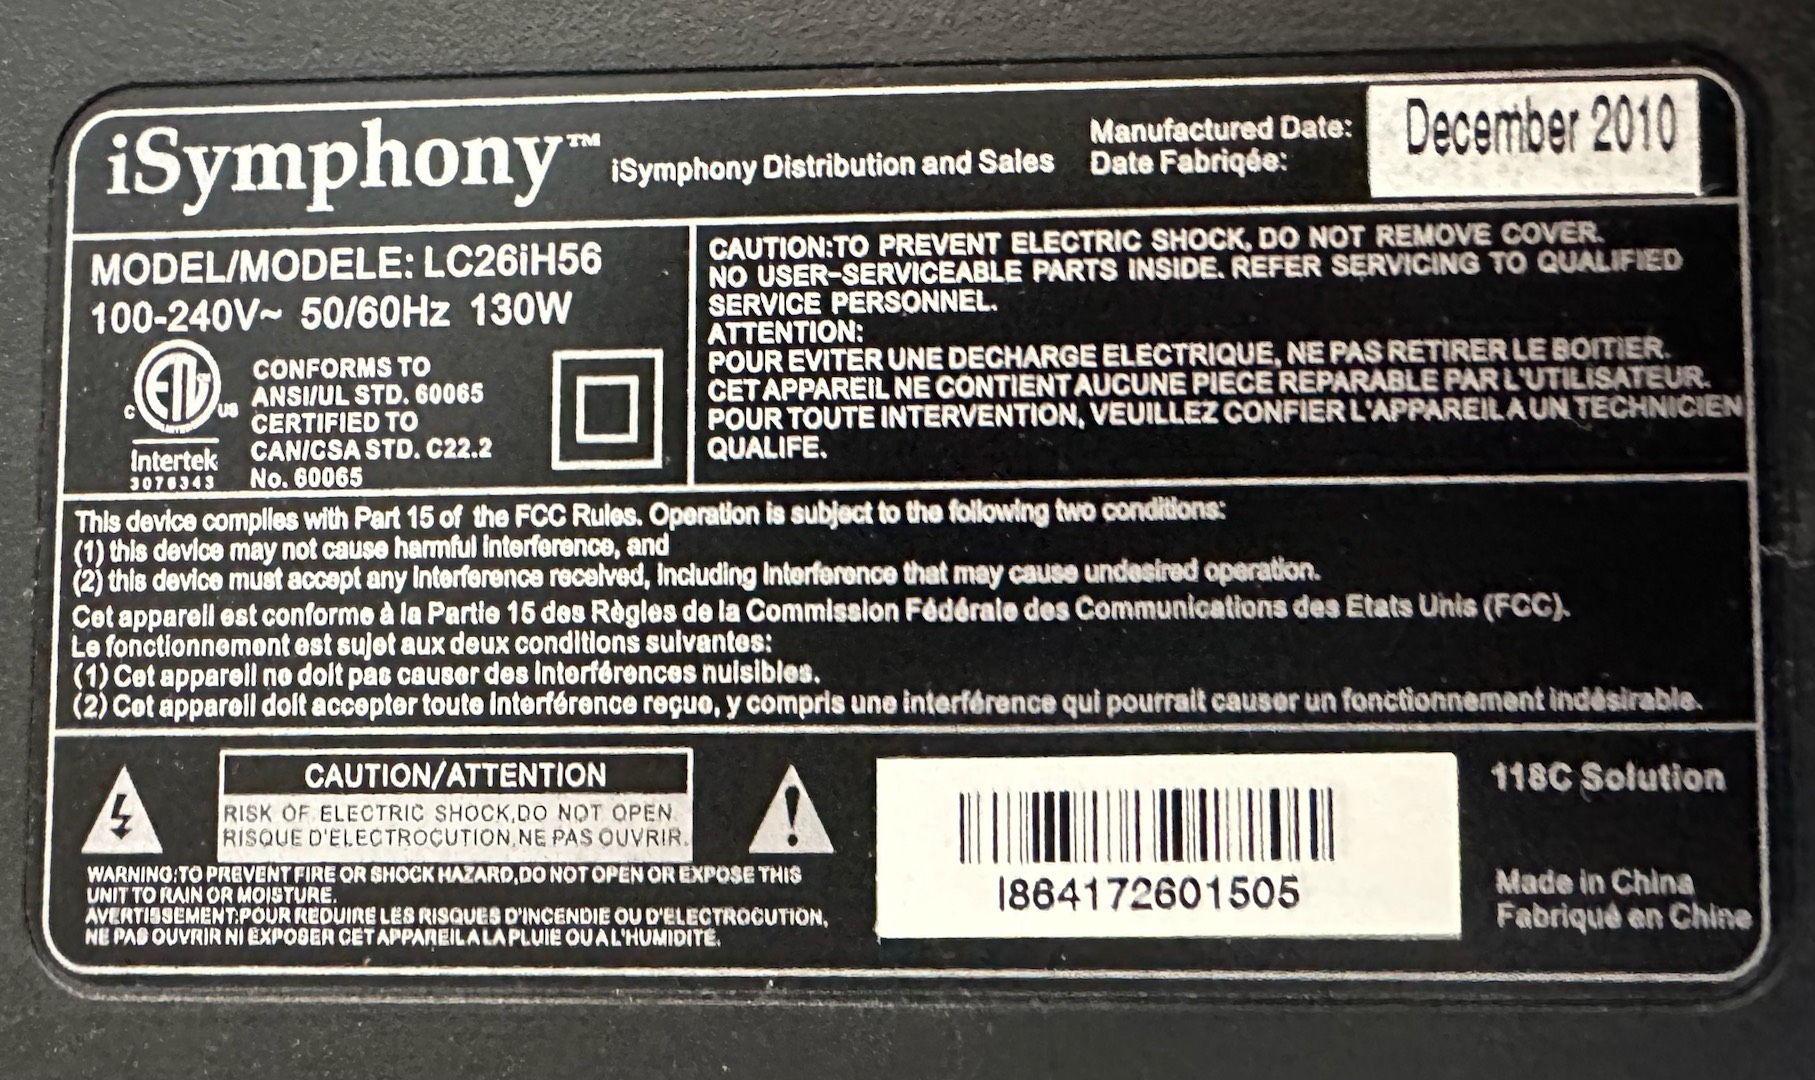 iSymphony™ iSymphony Distribution and Sales
Manufactured Date: December 2010
Date Fabriqée:
MODEL/MODELE: LC26iH56
100-240V~ 50/60Hz 130W
ETL
C US
Intertek
3076343
CONFORMS TO
ANSI/UL STD. 60065
CERTIFIED TO
CAN/CSA STD. C22.2
No. 60065
CAUTION:TO PREVENT ELECTRIC SHOCK, DO NOT REMOVE COVER.
NO USER-SERVICEABLE PARTS INSIDE. REFER SERVICING TO QUALIFIED
SERVICE PERSONNEL.
ATTENTION:
POUR EVITER UNE DECHARGE ELECTRIQUE, NE PAS RETIRER LE BOITIER.
CET APPAREIL NE CONTIENT AUCUNE PIECE REPARABLE PAR L'UTILISATEUR.
POUR TOUTE INTERVENTION, VEUILLEZ CONFIER L'APPAREIL A UN TECHNICIEN
QUALIFE.
This device complies with Part 15 of the FCC Rules. Operation is subject to the following two conditions:
(1) this device may not cause harmful interference, and
(2) this device must accept any interference received, including interference that may cause undesired operation.
Cet appareil est conforme à la Partie 15 des Règles de la Commission Fédérale des Communications des Etats Unis (FCC).
Le fonctionnement est sujet aux deux conditions suivantes:
(1) Cet appareil ne doit pas causer des interférences nuisibles.
(2) Cet appareil doit accepter toute interférence reçue, y compris une interférence qui pourrait causer un fonctionnement indésirable.
CAUTION/ATTENTION
RISK OF ELECTRIC SHOCK,DO NOT OPEN.
RISQUE D'ELECTROCUTION,NE PAS OUVRIR.
WARNING:TO PREVENT FIRE OR SHOCK HAZARD,DO NOT OPEN OR EXPOSE THIS
UNIT TO RAIN OR MOISTURE.
AVERTISSEMENT:POUR REDUIRE LES RISQUES D'INCENDIE OU D'ELECTROCUTION,
NE PAS OUVRIR NI EXPOSER CET APPAREIL A LA PLUIE OU A L'HUMIDITE.
I864172601505
118C Solution
Made in China
Fabriqué en Chine